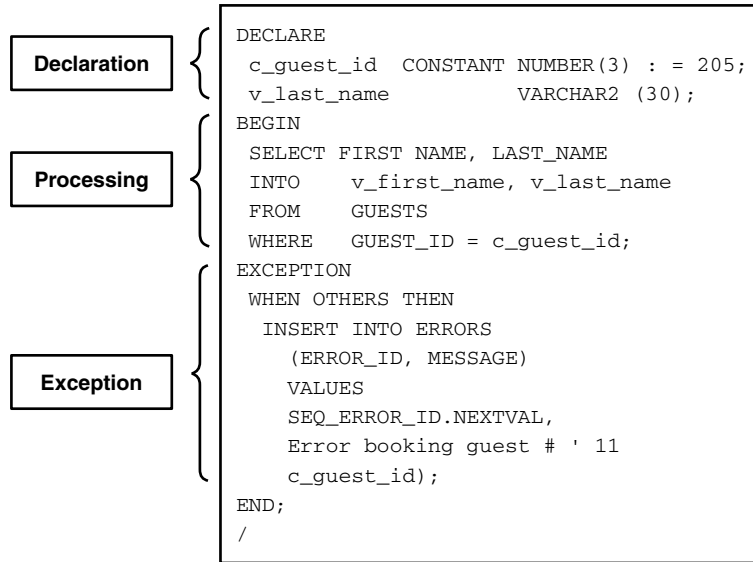 Declaration
DECLARE
c_guest_id CONSTANT NUMBER(3) : = 205;
v_last_name VARCHAR2 (30);
Processing
BEGIN
SELECT FIRST NAME, LAST_NAME
INTO v_first_name, v_last_name
FROM GUESTS
WHERE GUEST_ID = c_guest_id;
Exception
EXCEPTION
WHEN OTHERS THEN
INSERT INTO ERRORS
(ERROR_ID, MESSAGE)
VALUES
SEQ_ERROR_ID.NEXTVAL,
Error booking guest # ' 11
c_guest_id);
END;
/